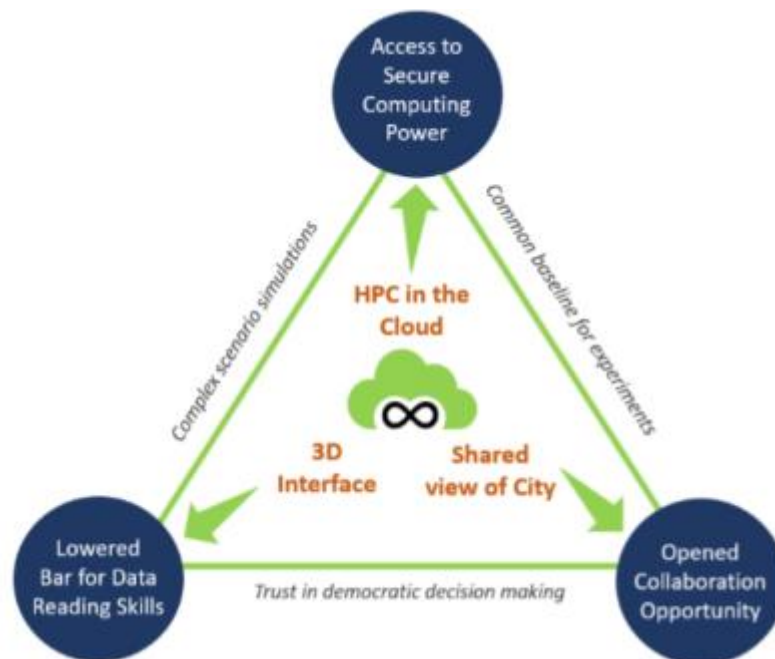 Access to
Secure
Computing
Power
Complex scenario simulations
Common baseline for experiments
HPC in the
Cloud
3D
Interface
Shared
view of City
Lowered
Bar for Data
Reading Skills
Trust in democratic decision making
Opened
Collaboration
Opportunity